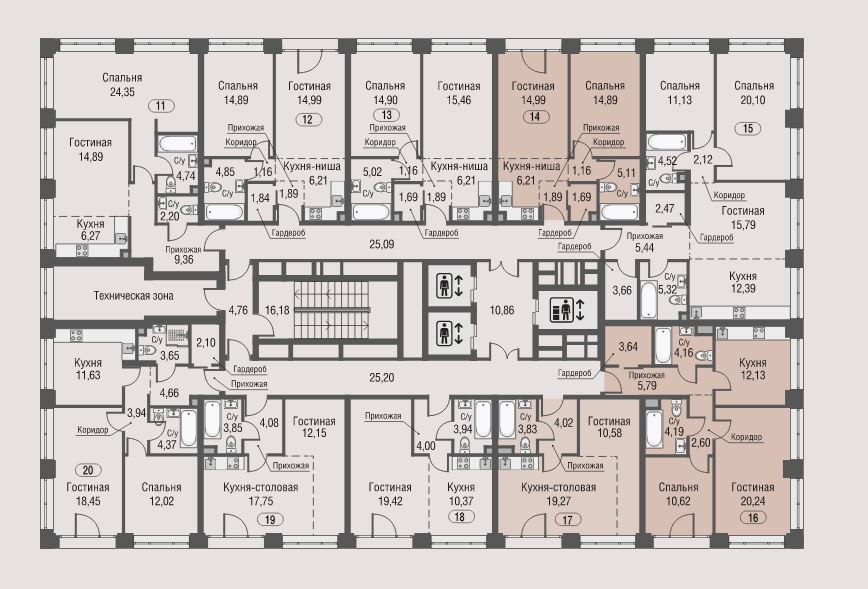 Спальня
24,35
11
Гостиная
14,89
С/у
4,74
С/у
2,20
Кухня
6,27
Прихожая
9,36
Спальня
14,89
Гостиная
14,99
12
Прихожая
Коридор
С/у
4,85
1,16
Кухня-ниша
6,21
1,84
1,89
Гардероб
Спальня
14,90
13
Гостиная
15,46
Прихожая
Коридор
5,02
С/у
1,16
Кухня-ниша
6,21
1,69
1,89
Гардероб
Гостиная
14,99
14
Спальня
14,89
Прихожая
Коридор
Кухня-ниша
6,21
1,16
5,11
С/у
1,89
1,69
Гардероб
Спальня
11,13
Спальня
20,10
15
4,52
С/у
2,12
Коридор
2,47
Гостиная
15,79
Гардероб
5,44
Прихожая
Гардероб
3,66
С/у
5,32
Кухня
12,39
25,09
Техническая зона
4,76
16,18
10,86
25,20
Кухня
11,63
С/у
3,65
2,10
Гардероб
Прихожая
4,66
3,94
Коридор
С/у
4,37
20
Гостиная
18,45
Спальня
12,02
С/у
3,85
4,08
Гостиная
12,15
Прихожая
Кухня-столовая
17,75
19
Прихожая
4,00
С/у
3,94
Гостиная
19,42
Кухня
10,37
18
С/у
3,83
4,02
Гостиная
10,58
Прихожая
Кухня-столовая
19,27
17
Гардероб
3,64
С/у
4,16
Прихожая
5,79
Кухня
12,13
С/у
4,19
2,60
Коридор
Спальня
10,62
Гостиная
20,24
16